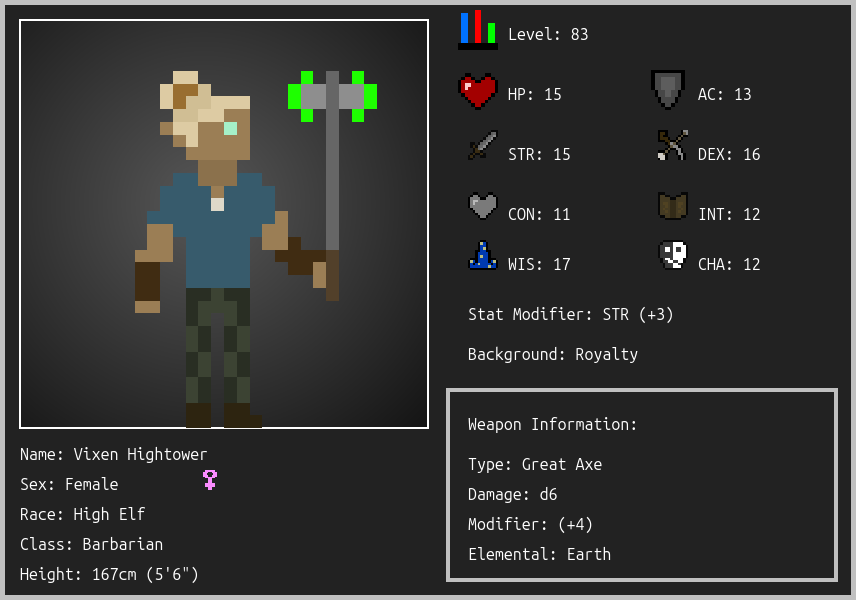 Level: 83
HP: 15 AC: 13
STR: 15 DEX: 16
CON: 11 INT: 12
WIS: 17 CHA: 12
Stat Modifier: STR (+3)
Background: Royalty
Weapon Information:
Type: Great Axe
Damage: d6
Modifier: (+4)
Elemental: Earth
Name: Vixen Hightower
Sex: Female
Race: High Elf
Class: Barbarian
Height: 167cm (5'6")